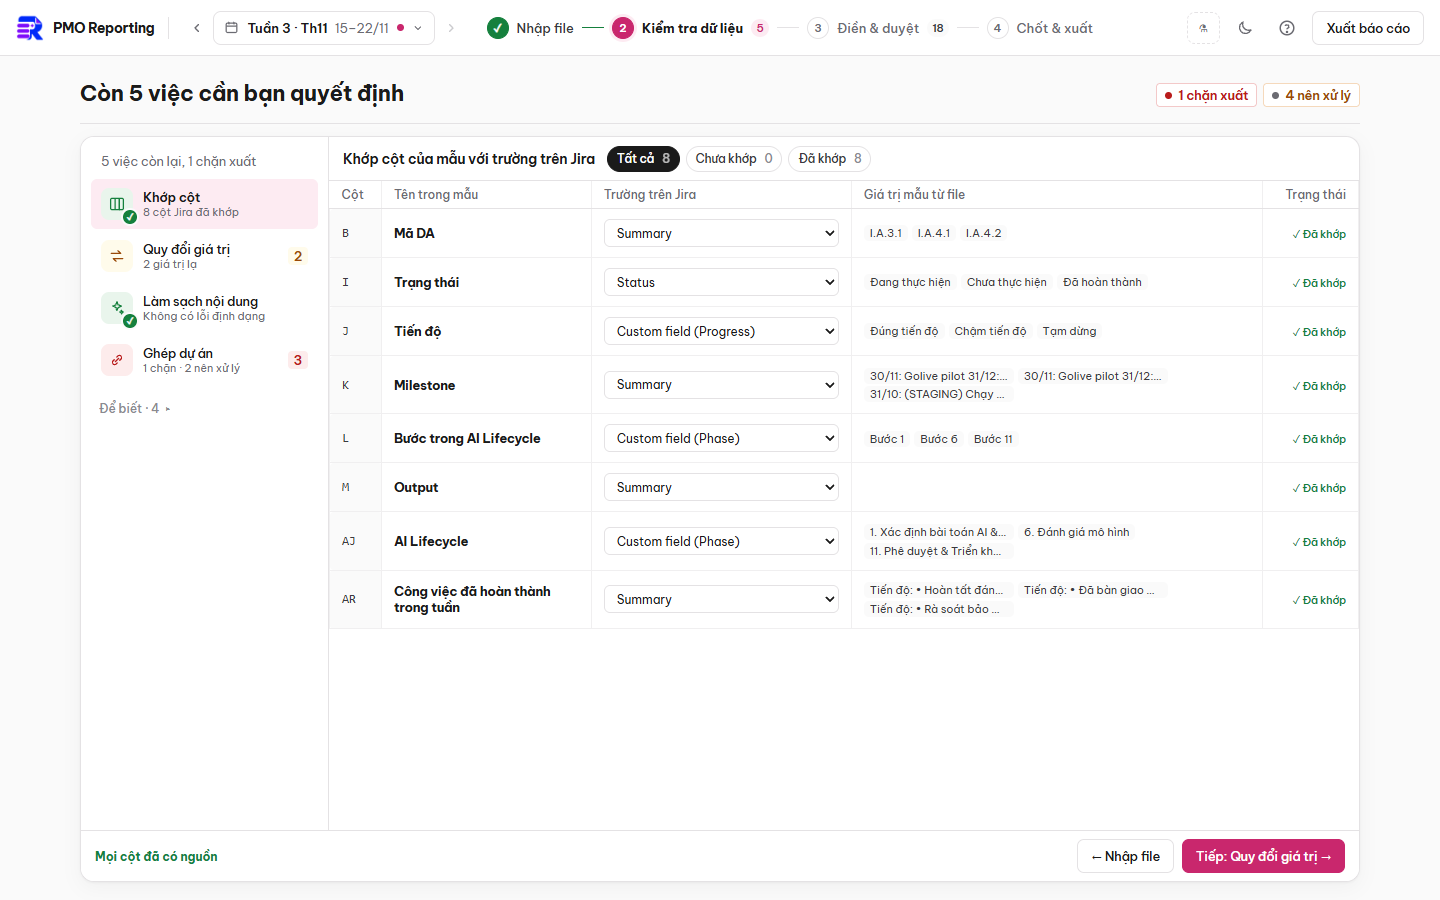 PMO Reporting
Tuần 3 · Th11 15–22/11
Nhập file
2 Kiểm tra dữ liệu 5
3 Điền & duyệt 18
4 Chốt & xuất
Xuất báo cáo
Còn 5 việc cần bạn quyết định
1 chặn xuất
4 nên xử lý
5 việc còn lại, 1 chặn xuất
Khớp cột
8 cột Jira đã khớp
Quy đổi giá trị
2 giá trị lạ
2
Làm sạch nội dung
Không có lỗi định dạng
Ghép dự án
1 chặn · 2 nên xử lý
3
Để biết · 4 ▸
Khớp cột của mẫu với trường trên Jira
Tất cả 8
Chưa khớp 0
Đã khớp 8
Cột Tên trong mẫu Trường trên Jira Giá trị mẫu từ file Trạng thái
B Mã DA Summary I.A.3.1 I.A.4.1 I.A.4.2 ✓ Đã khớp
I Trạng thái Status Đang thực hiện Chưa thực hiện Đã hoàn thành ✓ Đã khớp
J Tiến độ Custom field (Progress) Đúng tiến độ Chậm tiến độ Tạm dừng ✓ Đã khớp
K Milestone Summary 30/11: Golive pilot 31/12:... 30/11: Golive pilot 31/12:...
31/10: (STAGING) Chạy ... ✓ Đã khớp
L Bước trong AI Lifecycle Custom field (Phase) Bước 1 Bước 6 Bước 11 ✓ Đã khớp
M Output Summary ✓ Đã khớp
AJ AI Lifecycle Custom field (Phase) 1. Xác định bài toán AI &... 6. Đánh giá mô hình
11. Phê duyệt & Triển kh... ✓ Đã khớp
AR Công việc đã hoàn thành trong tuần Summary Tiến độ: • Hoàn tất đán... Tiến độ: • Đã bàn giao ...
Tiến độ: • Rà soát bảo ... ✓ Đã khớp
Mọi cột đã có nguồn
← Nhập file
Tiếp: Quy đổi giá trị →